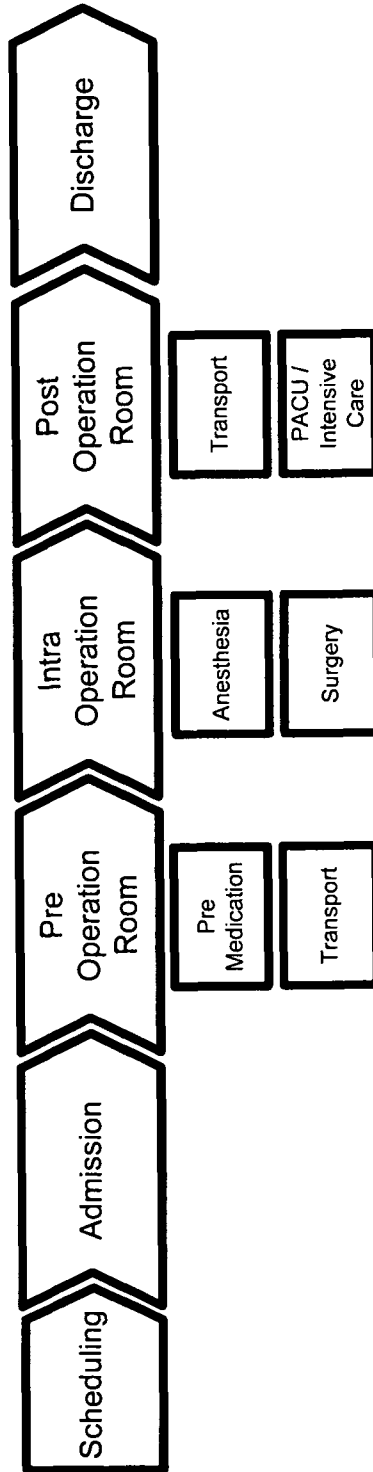 Scheduling
Admission
Pre
Operation
Room
Intra
Operation
Room
Post
Operation
Room
Discharge
Pre
Medication
Anesthesia
Transport
Transport
Surgery
PACU /
Intensive
Care